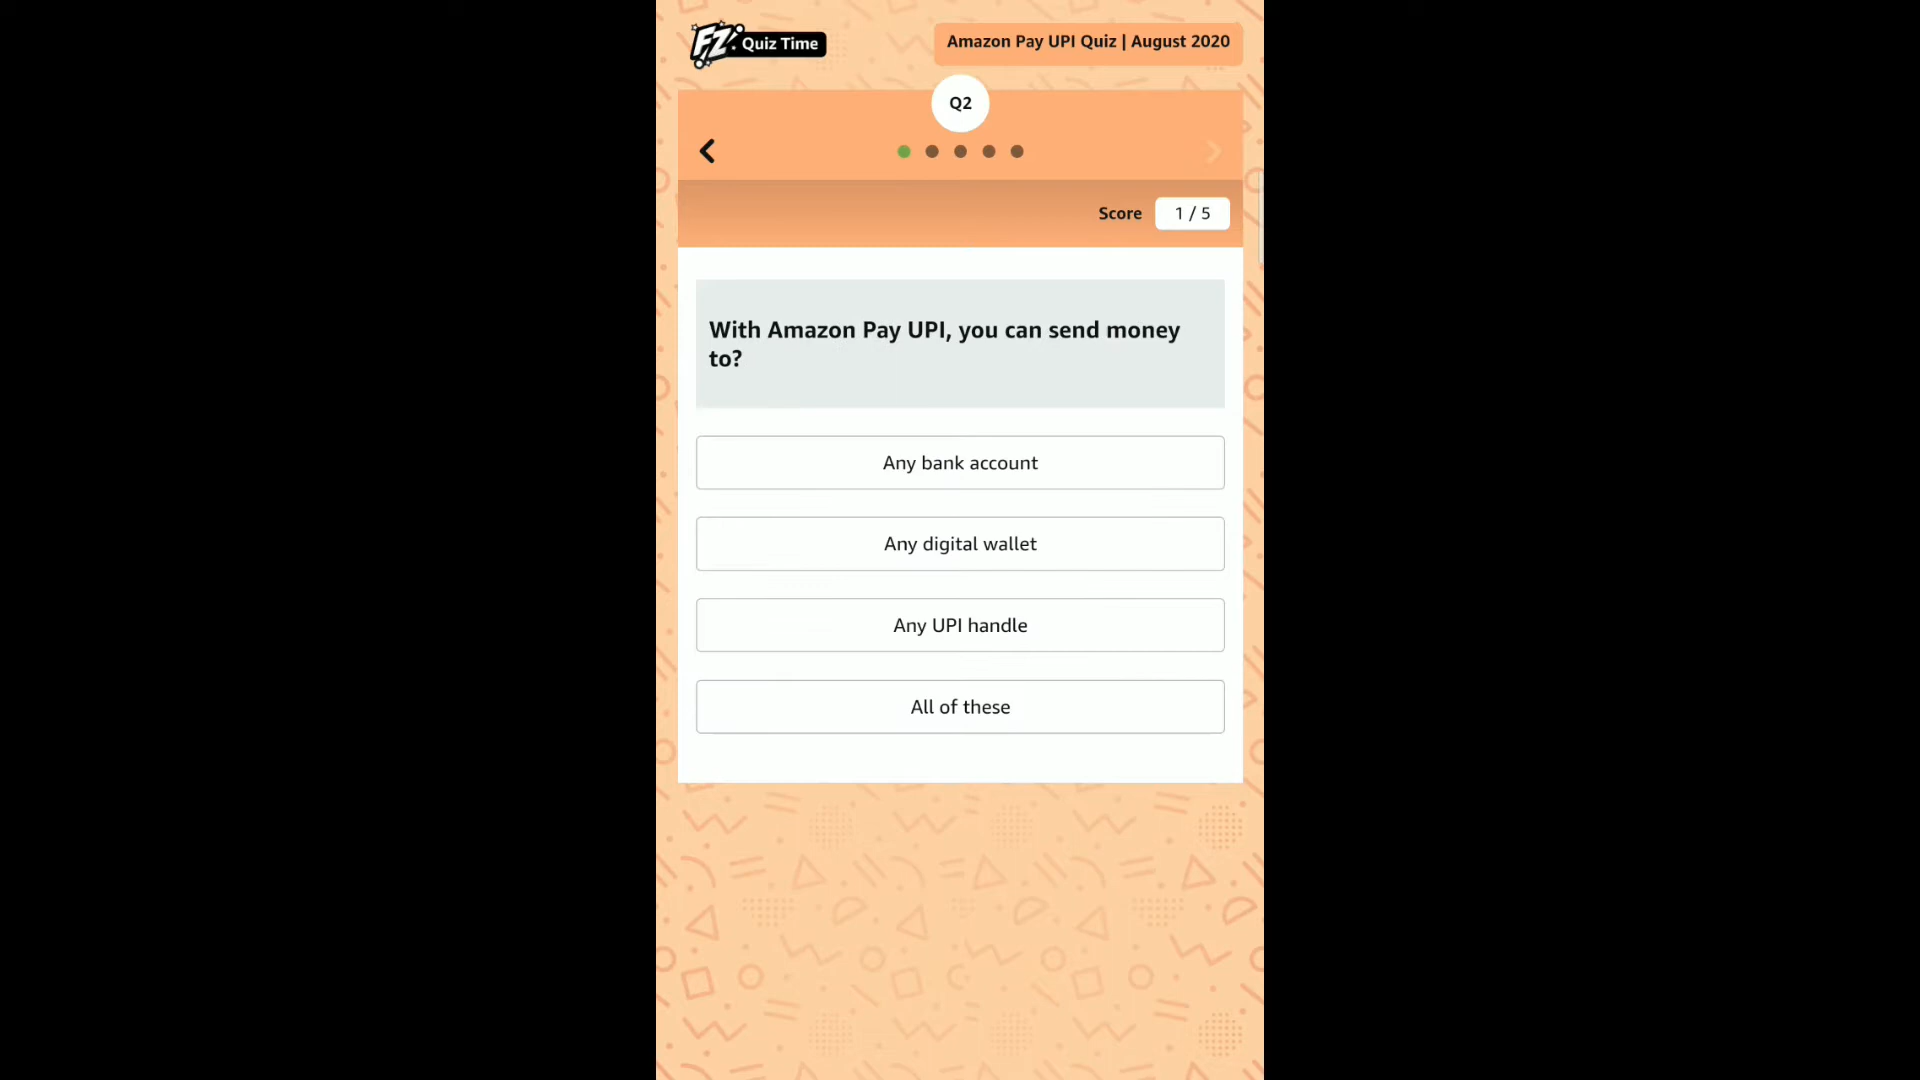 FZ Quiz Time
Amazon Pay UPI Quiz | August 2020
Q2
Score 1 / 5
With Amazon Pay UPI, you can send money
to?
Any bank account
Any digital wallet
Any UPI handle
All of these